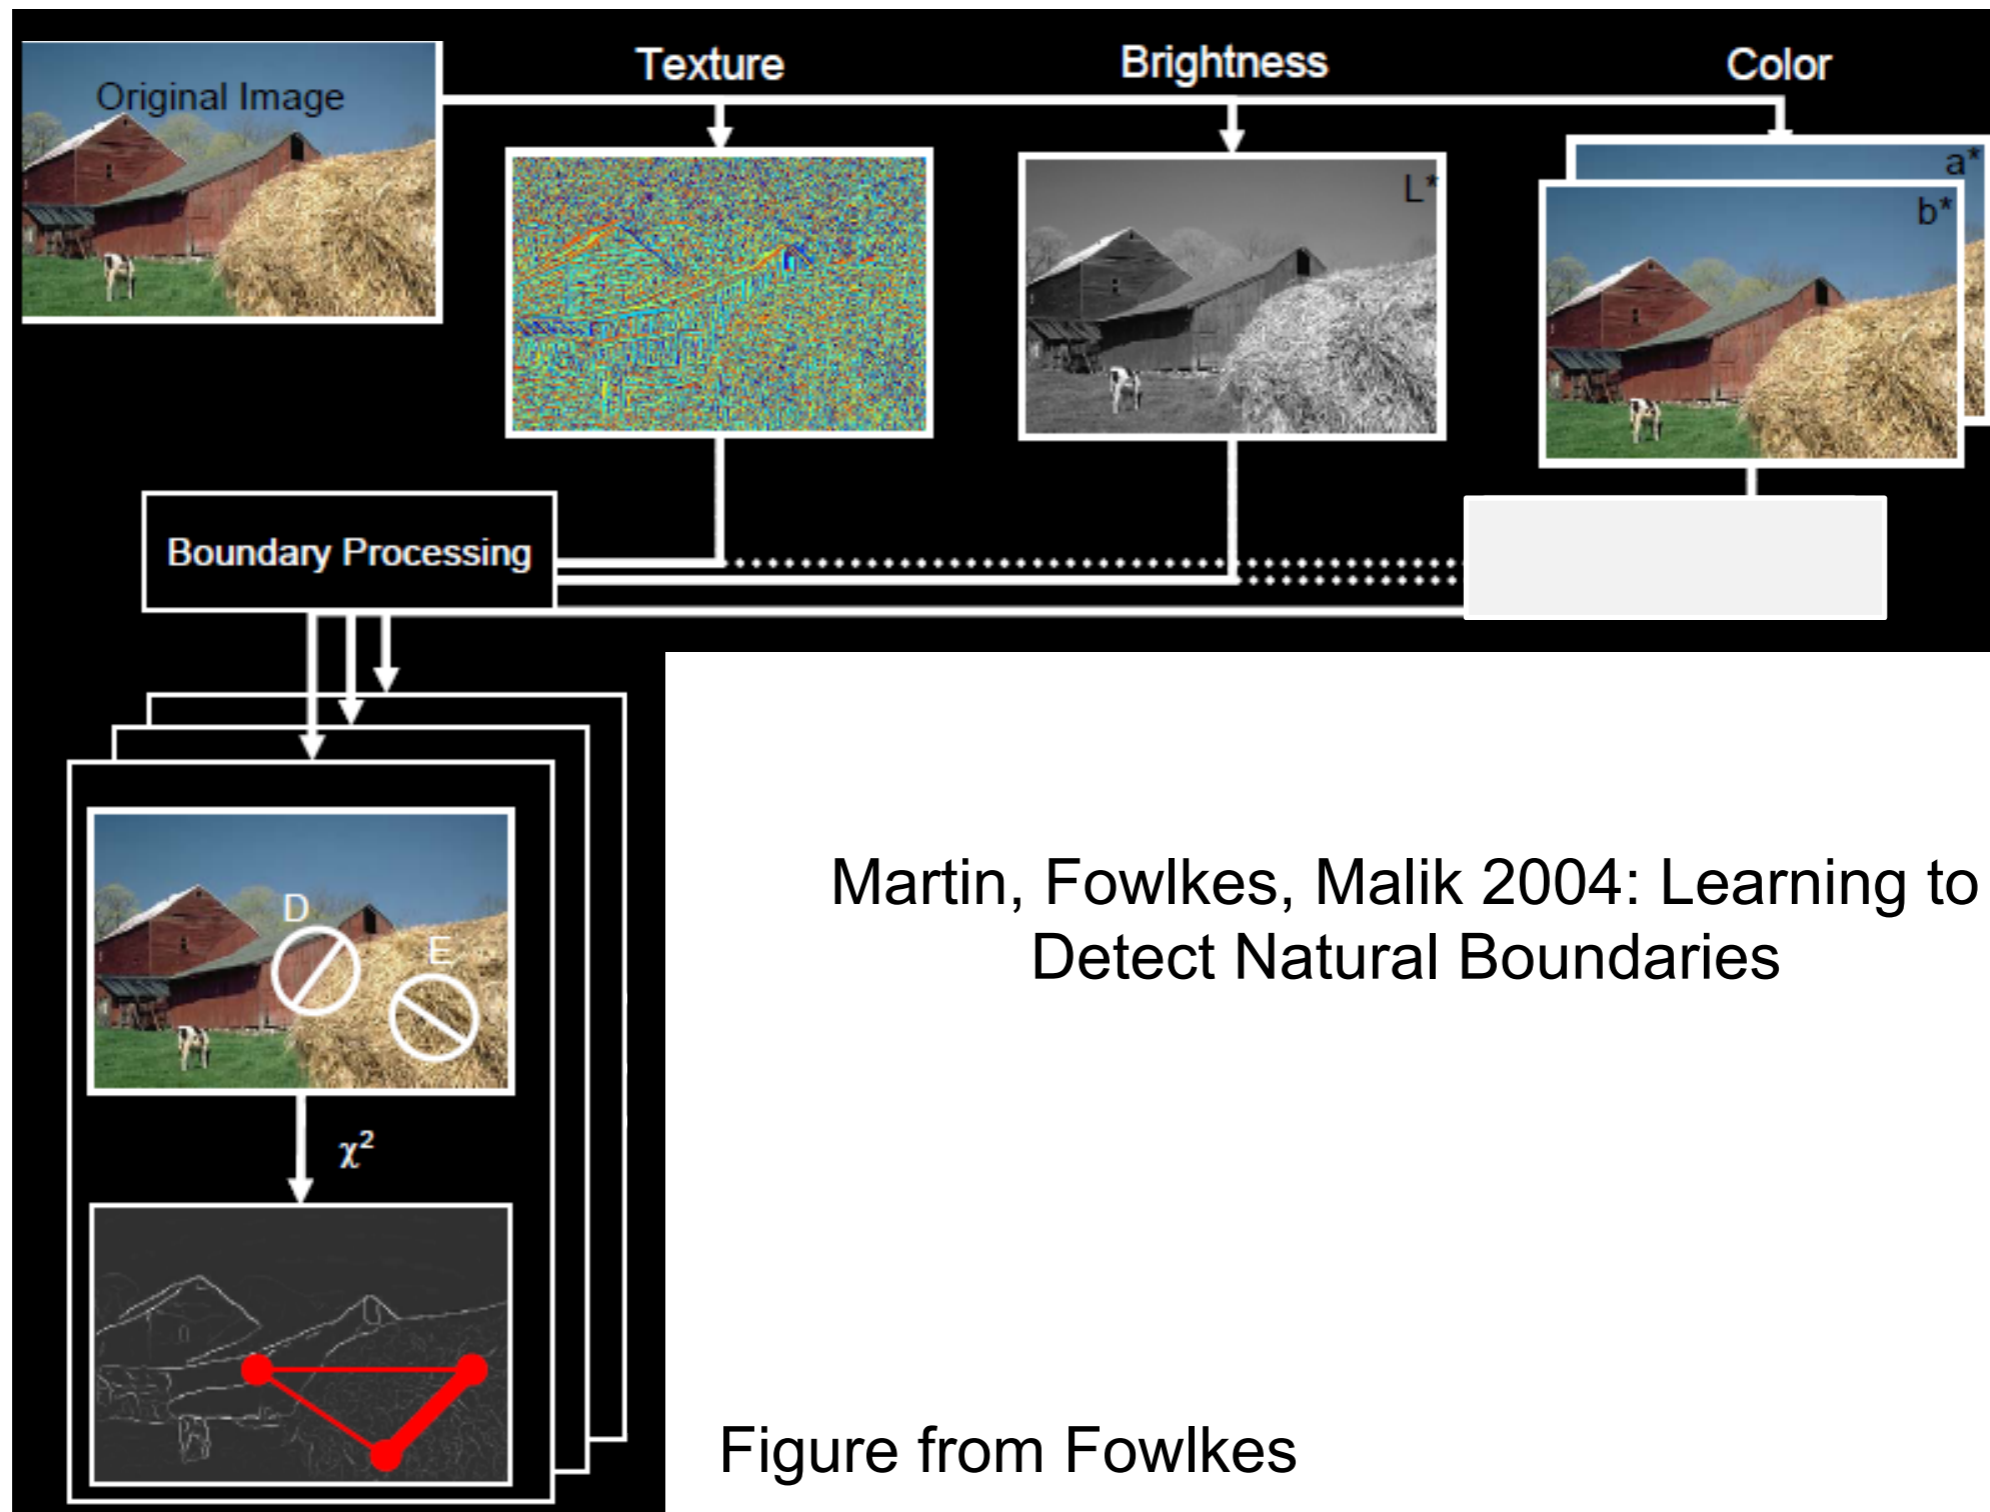 Texture
Brightness
Color
Original Image
L*
a*
b*
Boundary Processing
D
E
χ²
Martin, Fowlkes, Malik 2004: Learning to
Detect Natural Boundaries
Figure from Fowlkes